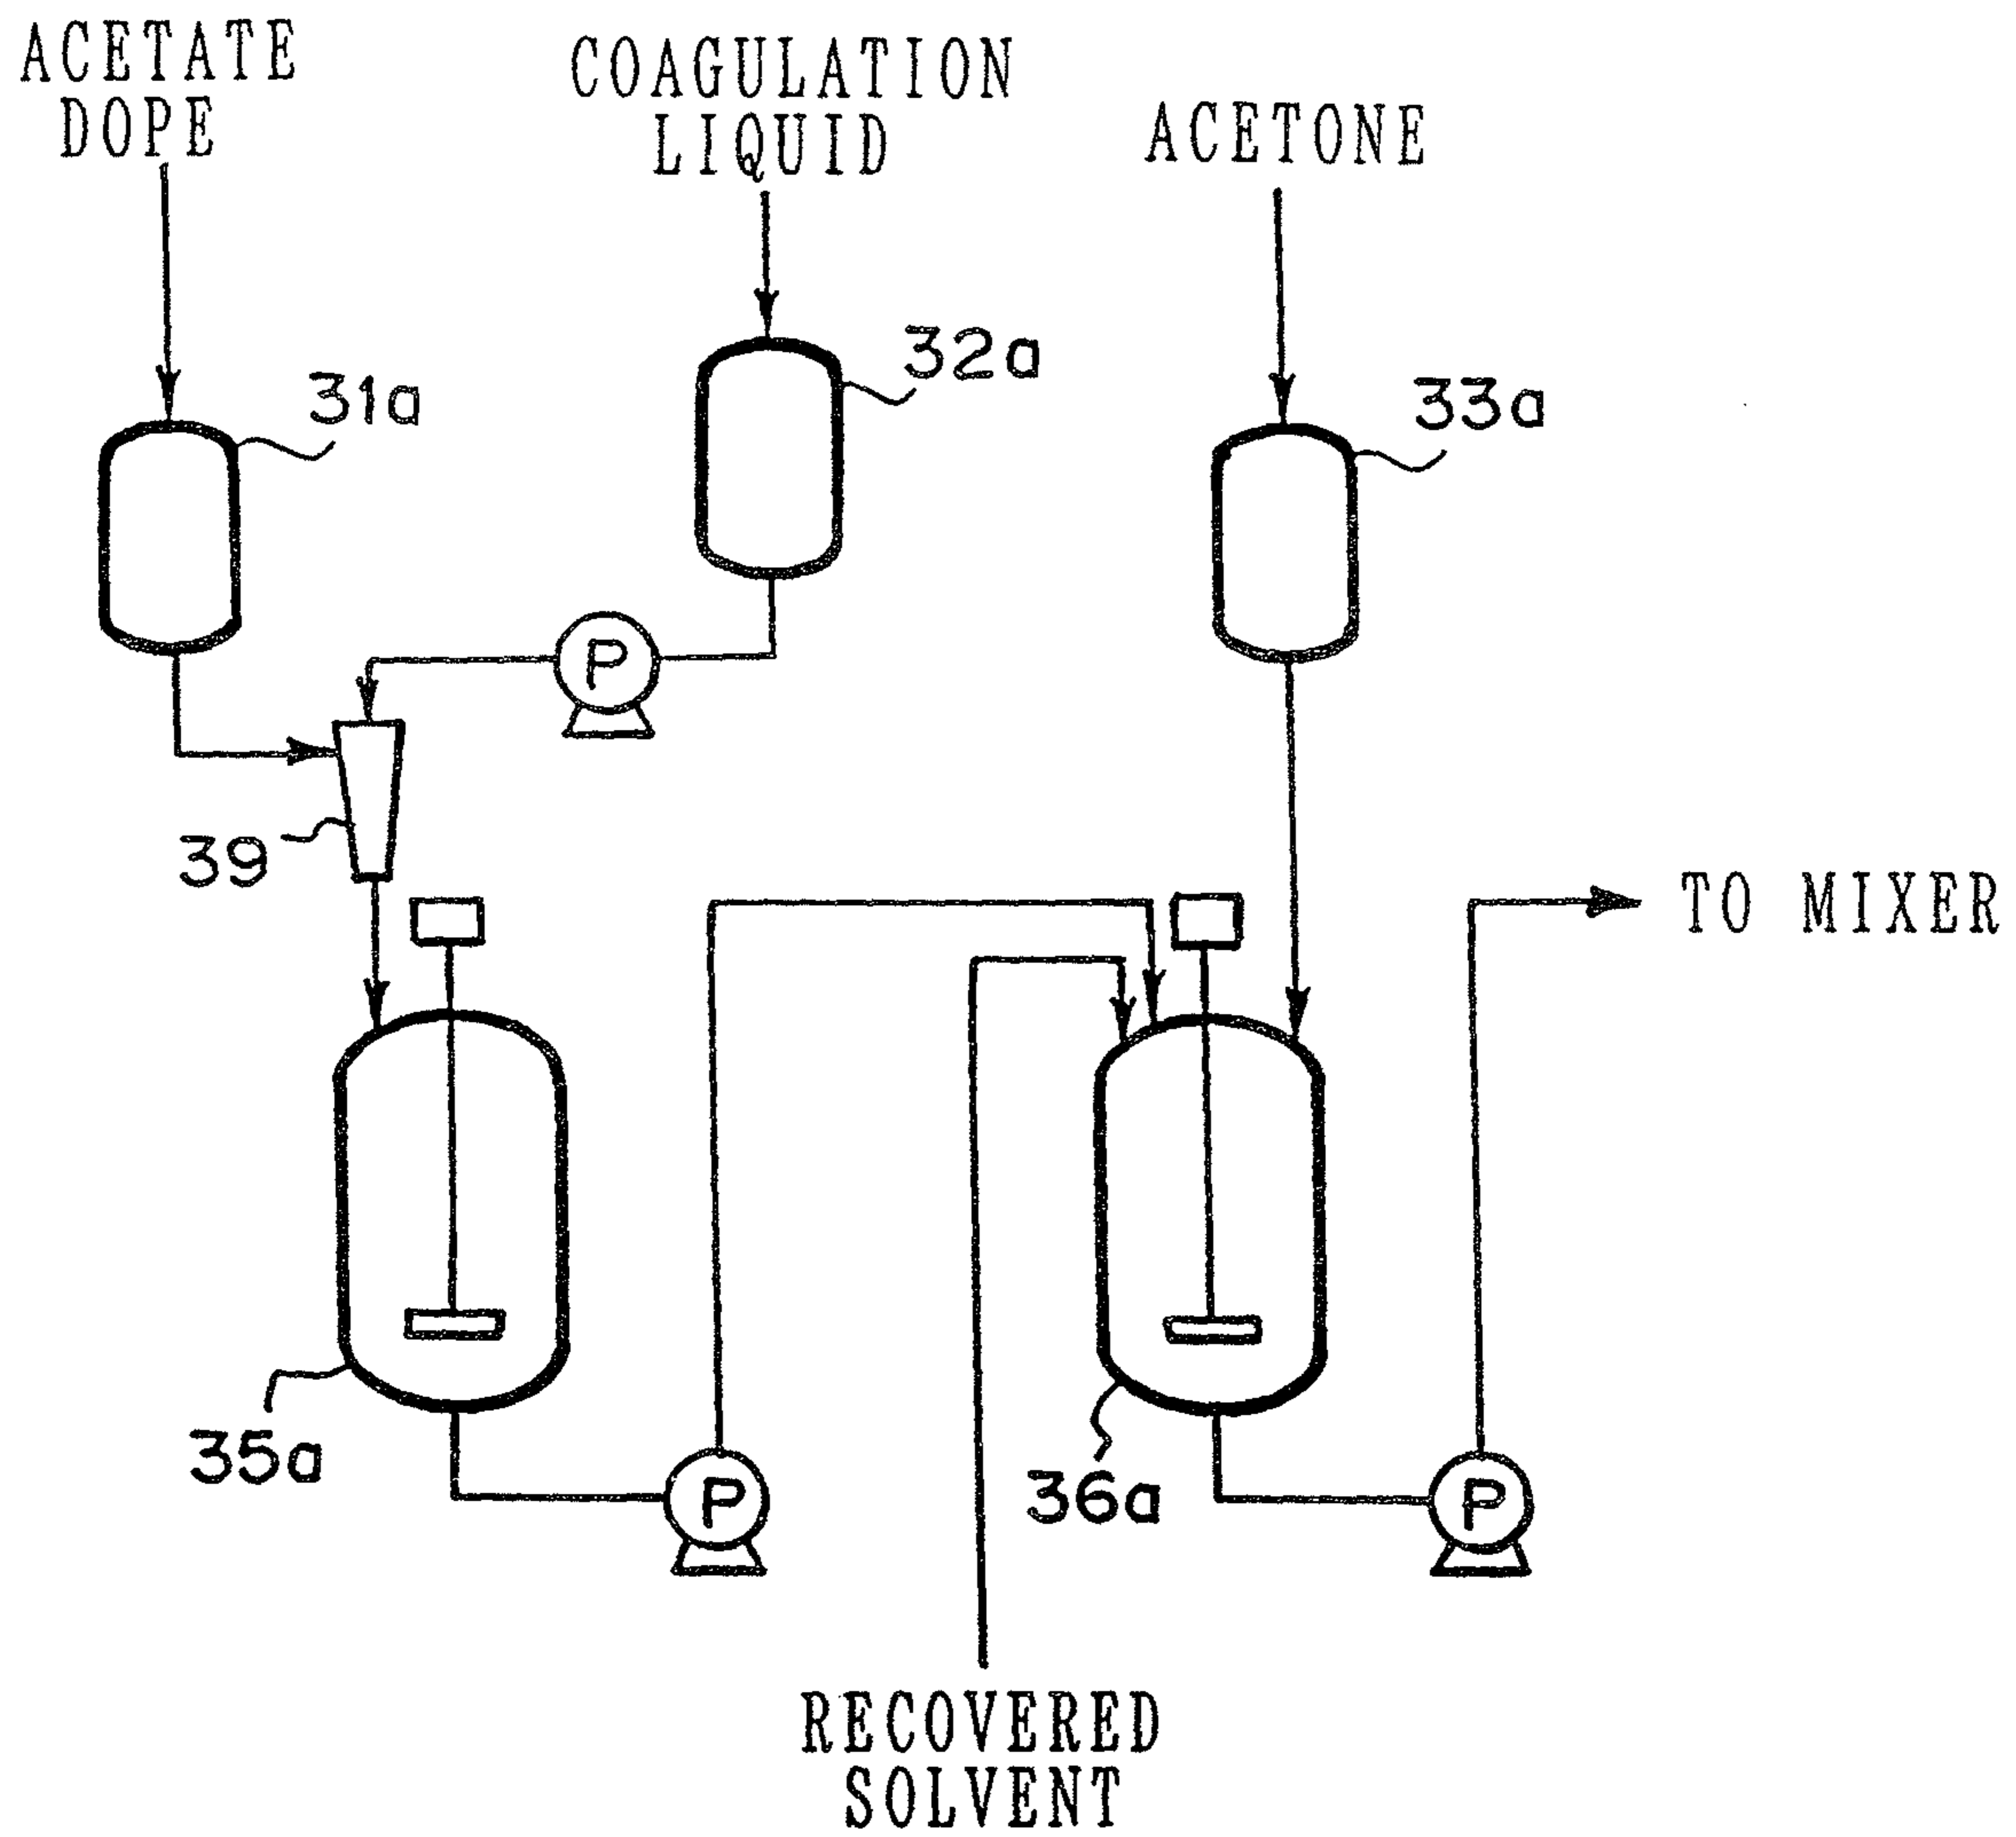 ACETATE
DOPE
COAGULATION
LIQUID
ACETONE
31a
32a
33a
P
39
TO MIXER
35a
P
36a
P
RECOVERED
SOLVENT